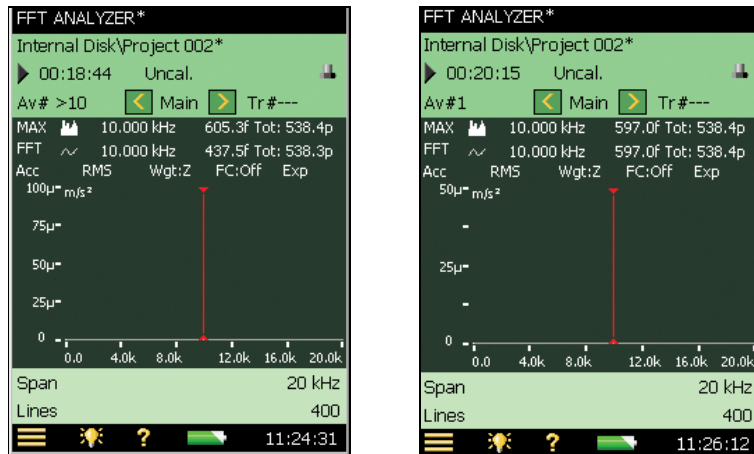 FFT ANALYZER*
Internal Disk\Project 002*
00:18:44 Uncal.
Av# >10 < Main > Tr#---
MAX 10.000 kHz 605.3f Tot: 538.4p
FFT 10.000 kHz 437.5f Tot: 538.3p
Acc RMS Wgt:Z FC:Off Exp
100µ m/s²
75µ
50µ
25µ
0
0.0 4.0k 8.0k 12.0k 16.0k 20.0k
Span 20 kHz
Lines 400
? 11:24:31
FFT ANALYZER*
Internal Disk\Project 002*
00:20:15 Uncal.
Av#1 < Main > Tr#---
MAX 10.000 kHz 597.0f Tot: 538.4p
FFT 10.000 kHz 597.0f Tot: 538.4p
Acc RMS Wgt:Z FC:Off Exp
50µ m/s²
25µ
0
0.0 4.0k 8.0k 12.0k 16.0k 20.0k
Span 20 kHz
Lines 400
? 11:26:12